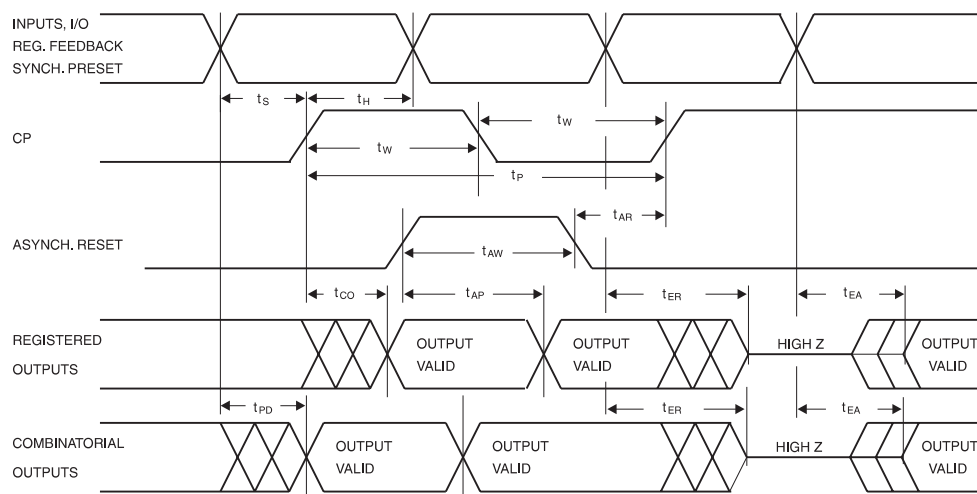 INPUTS, I/O
REG. FEEDBACK
SYNCH. PRESET
tS
tH
CP
tW
tW
tP
tAR
ASYNCH. RESET
tAW
tCO
tAP
tER
tEA
REGISTERED
OUTPUTS
OUTPUT
VALID
OUTPUT
VALID
HIGH Z
OUTPUT
VALID
tPD
tER
tEA
COMBINATORIAL
OUTPUTS
OUTPUT
VALID
OUTPUT
VALID
HIGH Z
OUTPUT
VALID